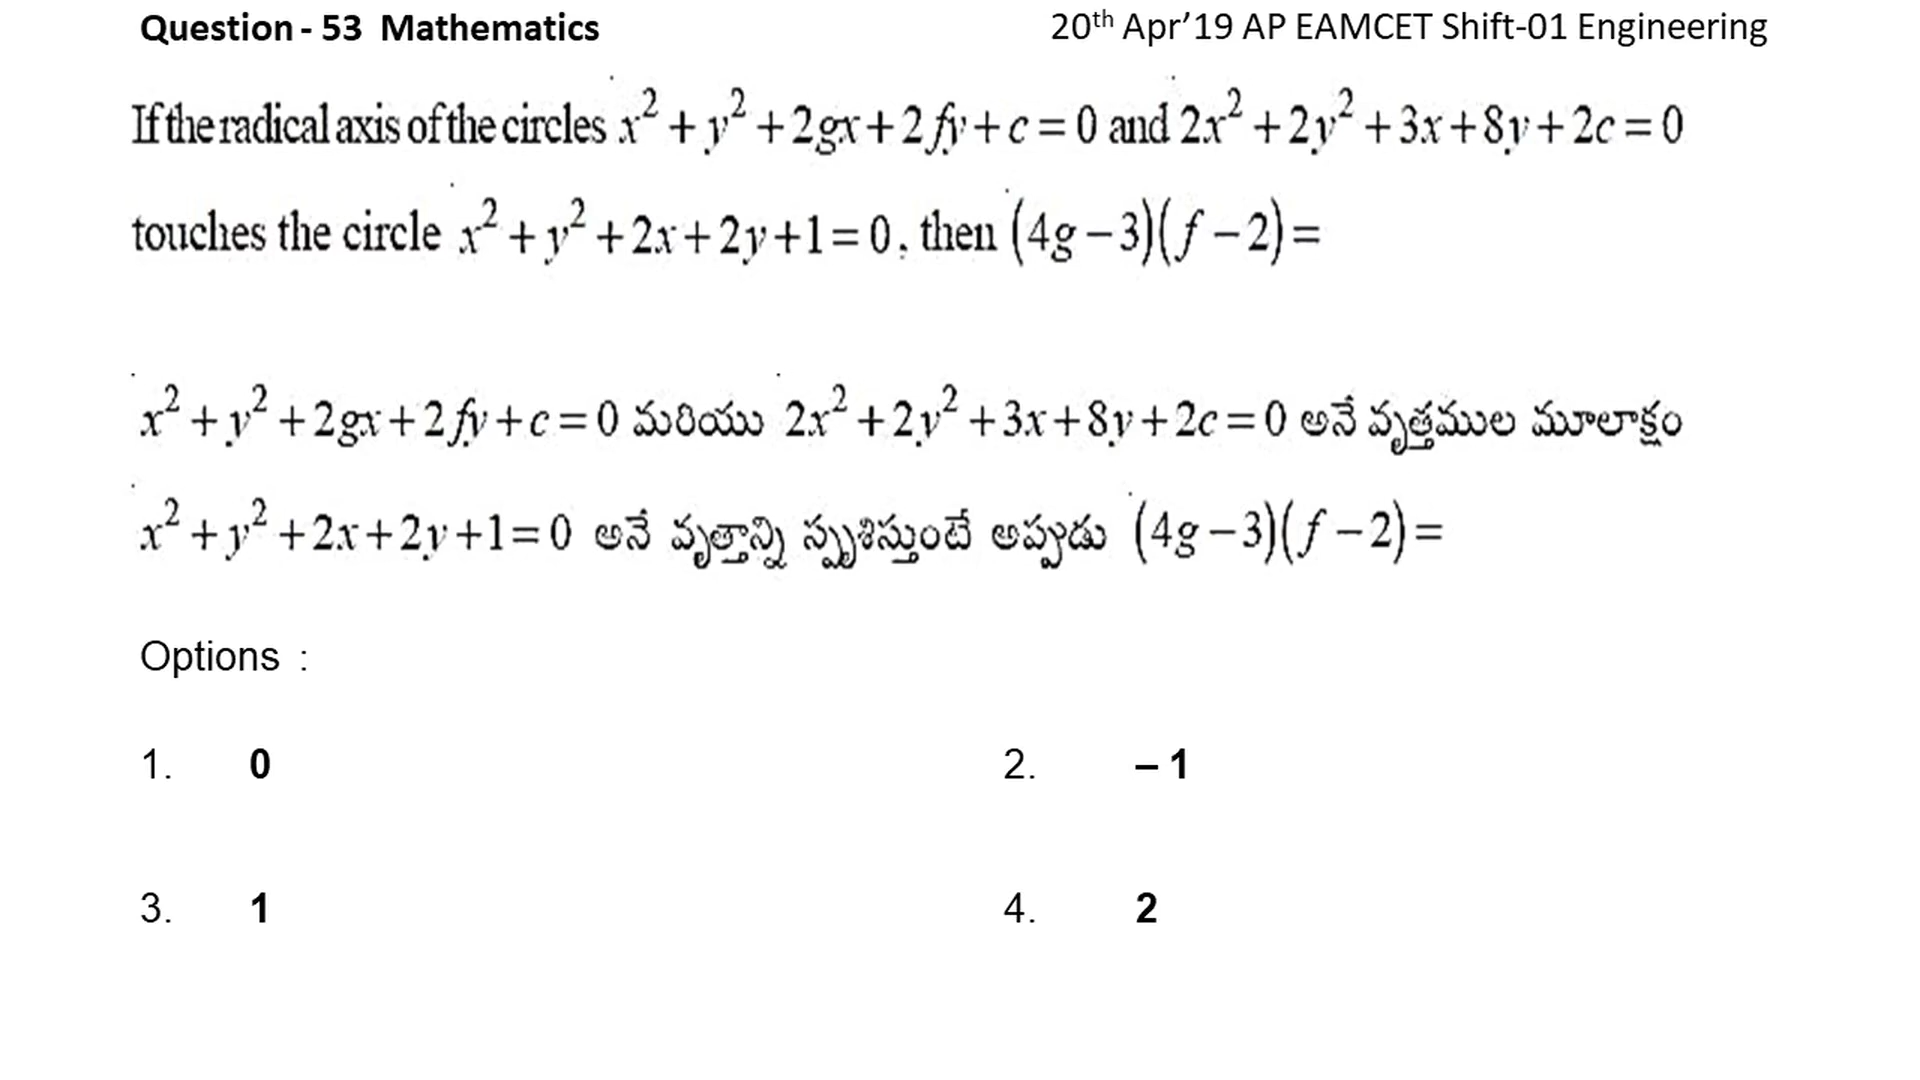 Question - 53 Mathematics 20th Apr'19 AP EAMCET Shift-01 Engineering
If the radical axis of the circles x² + y² + 2gx + 2fy + c = 0 and 2x² + 2y² + 3x + 8y + 2c = 0
touches the circle x² + y² + 2x + 2y + 1 = 0, then (4g – 3)(f – 2) =
x² + y² + 2gx + 2fy + c = 0 మరియు 2x² + 2y² + 3x + 8y + 2c = 0 అనే వృత్తముల మూలాక్షం
x² + y² + 2x + 2y + 1 = 0 అనే వృత్తాన్ని స్పృశిస్తుంటే అప్పుడు (4g – 3)(f – 2) =
Options :
1. 0 2. – 1
3. 1 4. 2